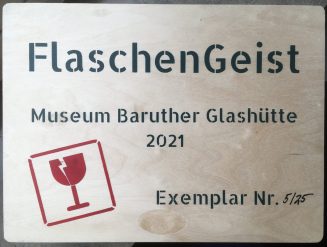 FlaschenGeist
Museum Baruther Glashütte
2021
Exemplar Nr. 5/25